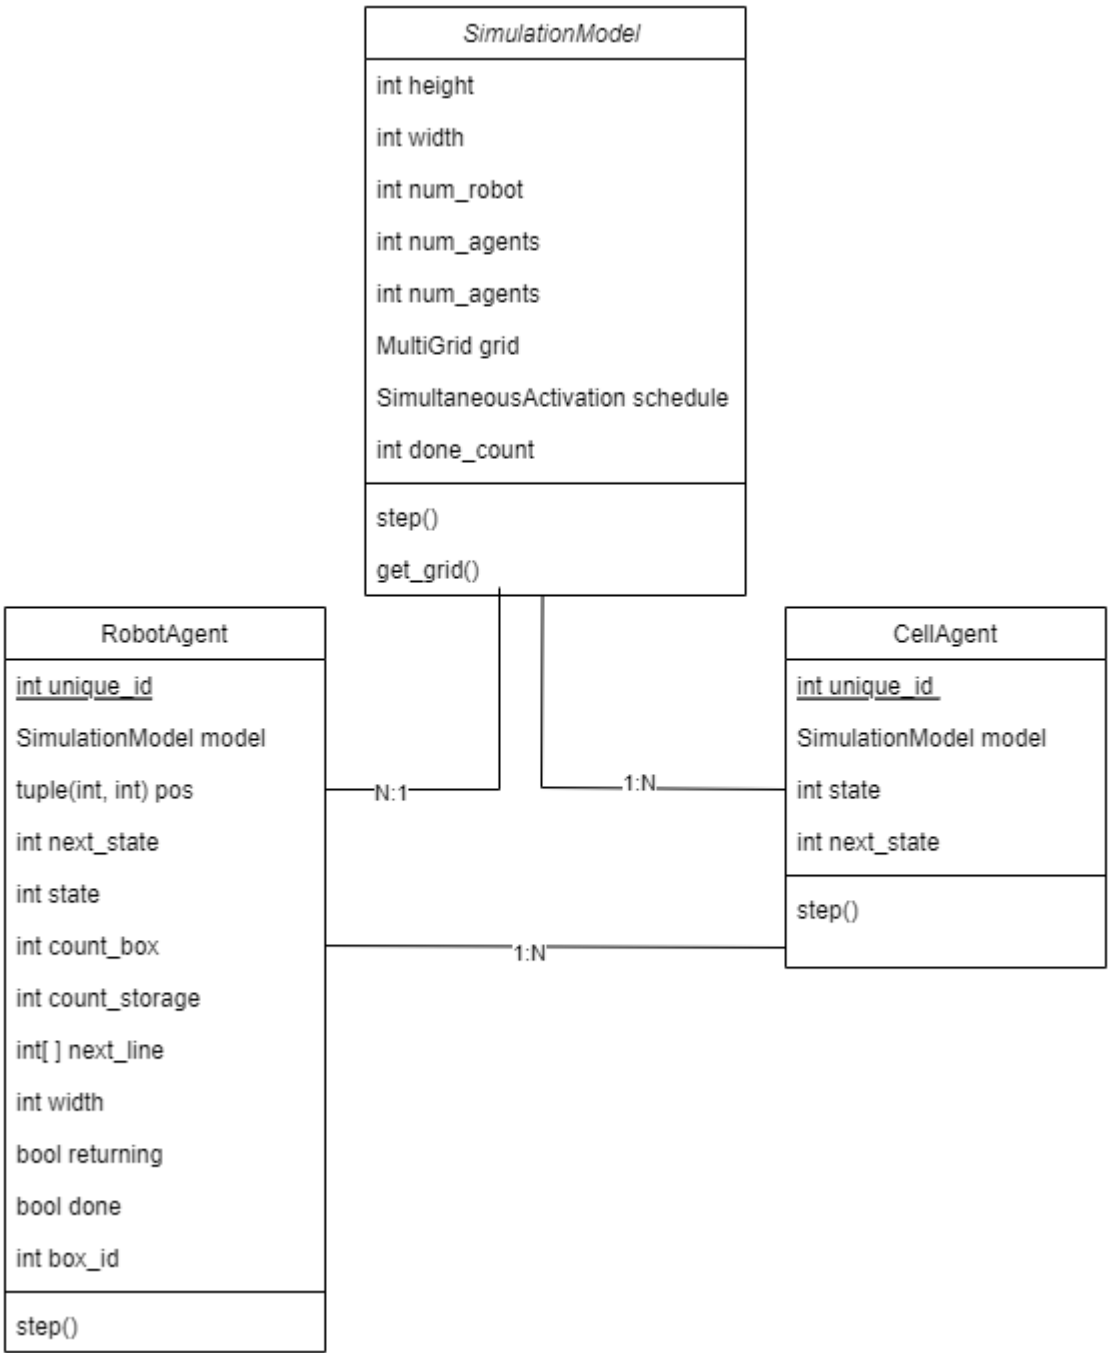 SimulationModel
int height
int width
int num_robot
int num_agents
int num_agents
MultiGrid grid
SimultaneousActivation schedule
int done_count
step()
get_grid()
RobotAgent
int unique_id
SimulationModel model
tuple(int, int) pos
int next_state
int state
int count_box
int count_storage
int[ ] next_line
int width
bool returning
bool done
int box_id
step()
N:1
1:N
1:N
CellAgent
int unique_id
SimulationModel model
int state
int next_state
step()